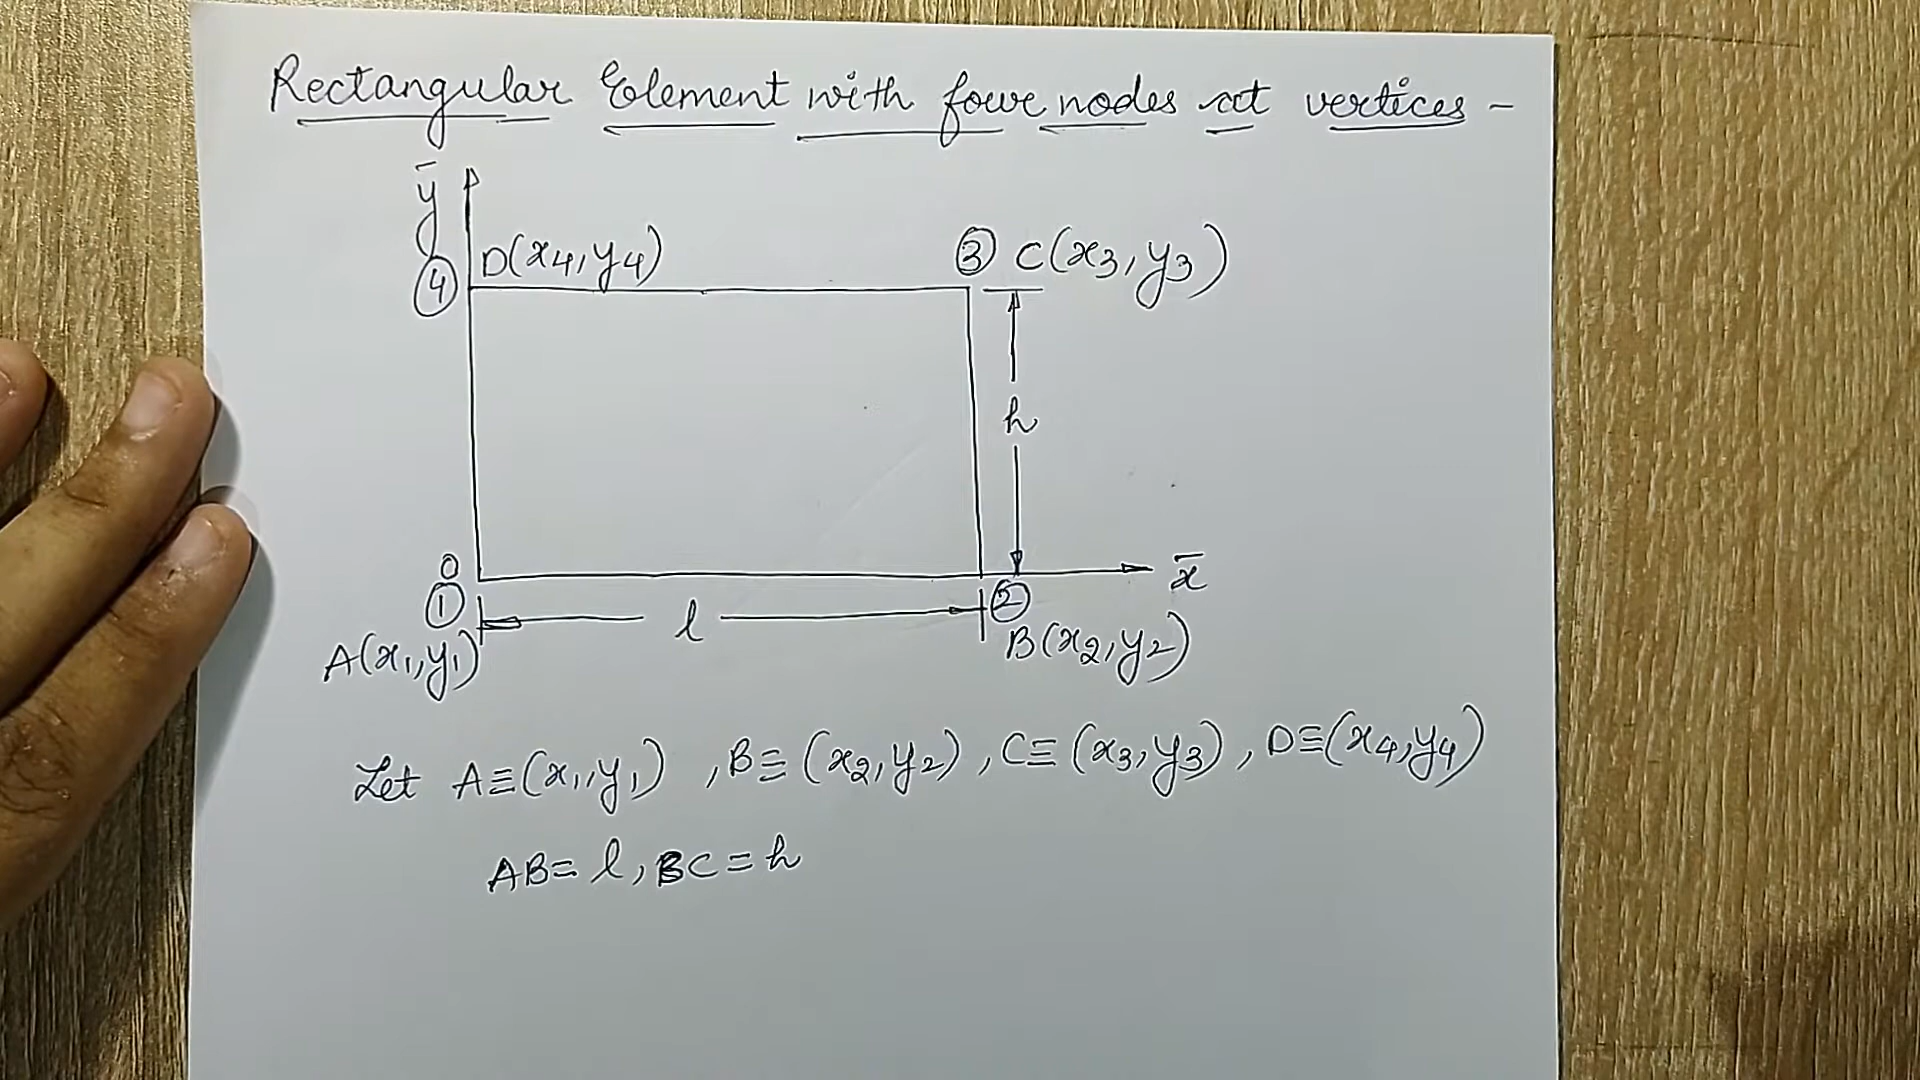 Rectangular Element with four nodes at vertices -
ȳ
④ D(x₄,y₄) ③ C(x₃,y₃)
h
0 x̄
① l ②
A(x₁,y₁) B(x₂,y₂)
Let A≡(x₁,y₁) , B≡ (x₂,y₂) , C≡ (x₃,y₃) , D≡(x₄,y₄)
AB= l, BC = h